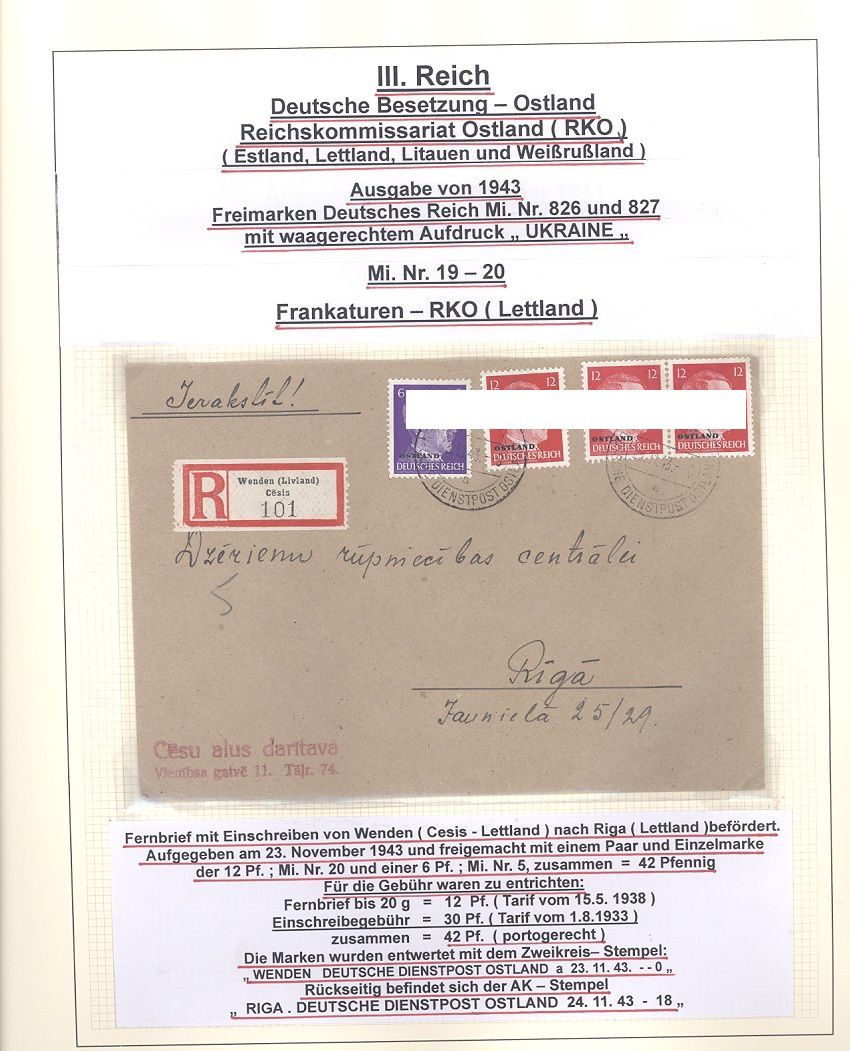 III. Reich
Deutsche Besetzung – Ostland
Reichskommissariat Ostland ( RKO )
( Estland, Lettland, Litauen und Weißrußland )
Ausgabe von 1943
Freimarken Deutsches Reich Mi. Nr. 826 und 827
mit waagerechtem Aufdruck „ UKRAINE „
Mi. Nr. 19 – 20
Frankaturen – RKO ( Lettland )
Ierakstīt!
6
12 12
12 12
12 12
OSTLAND
DEUTSCHES REICH
OSTLAND
DEUTSCHES REICH
OSTLAND
DEUTSCHES REICH
OSTLAND
DEUTSCHES REICH
DIENSTPOST OST
DIENSTPOST OSTL
R
Wenden (Livland)
Cēsis
101
Dzērienu rūpniecības centrālei
5
Rīgā
Jaunielā 25/29.
Cēsu alus darītava
Vienības gatvē 11. Tālr. 74.
Fernbrief mit Einschreiben von Wenden ( Cesis - Lettland ) nach Riga ( Lettland )befördert.
Aufgegeben am 23. November 1943 und freigemacht mit einem Paar und Einzelmarke
der 12 Pf. ; Mi. Nr. 20 und einer 6 Pf. ; Mi. Nr. 5, zusammen = 42 Pfennig
Für die Gebühr waren zu entrichten:
Fernbrief bis 20 g = 12 Pf. ( Tarif vom 15.5. 1938 )
Einschreibegebühr = 30 Pf. ( Tarif vom 1.8.1933 )
zusammen = 42 Pf. ( portogerecht )
Die Marken wurden entwertet mit dem Zweikreis– Stempel:
„ WENDEN DEUTSCHE DIENSTPOST OSTLAND a 23. 11. 43. - - 0 „
Rückseitig befindet sich der AK – Stempel
„ RIGA . DEUTSCHE DIENSTPOST OSTLAND 24. 11. 43 - 18 „